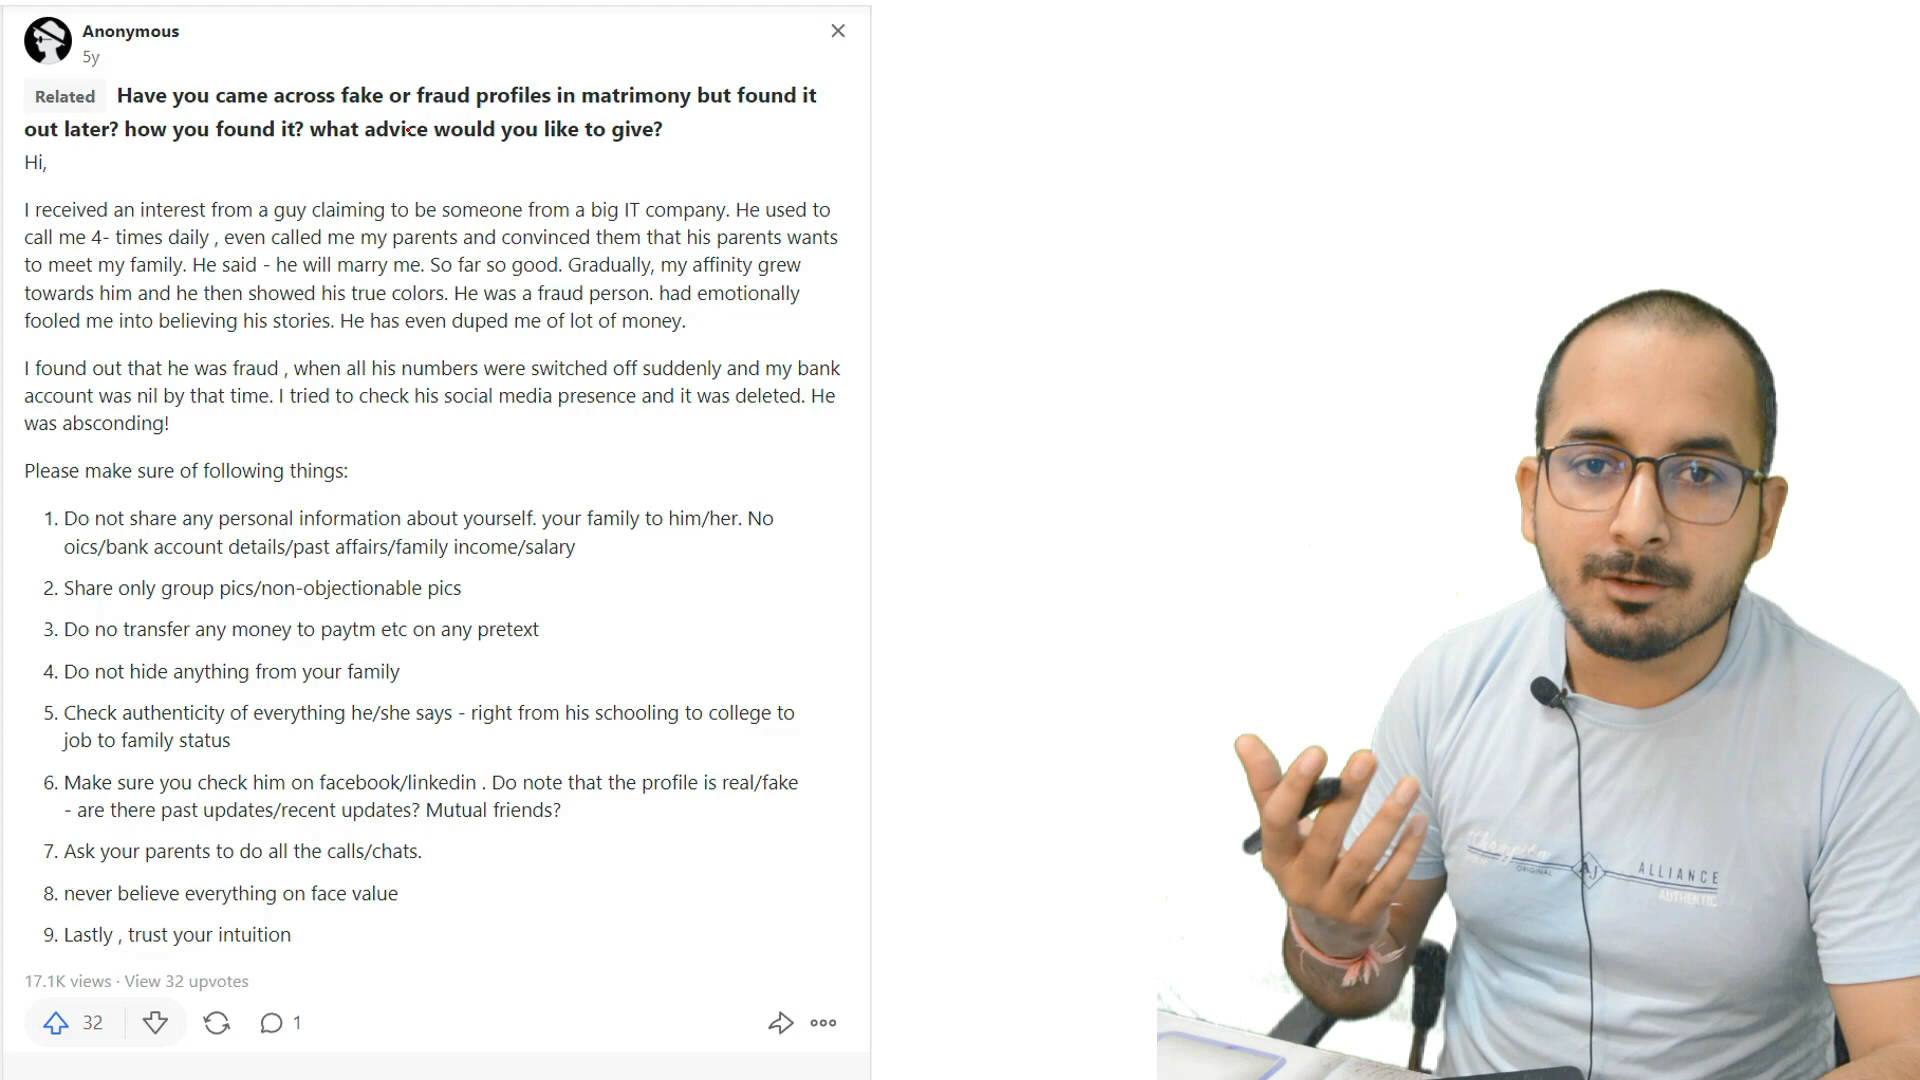 Anonymous
5y
Related Have you came across fake or fraud profiles in matrimony but found it
out later? how you found it? what advice would you like to give?
Hi,
I received an interest from a guy claiming to be someone from a big IT company. He used to
call me 4- times daily , even called me my parents and convinced them that his parents wants
to meet my family. He said - he will marry me. So far so good. Gradually, my affinity grew
towards him and he then showed his true colors. He was a fraud person. had emotionally
fooled me into believing his stories. He has even duped me of lot of money.
I found out that he was fraud , when all his numbers were switched off suddenly and my bank
account was nil by that time. I tried to check his social media presence and it was deleted. He
was absconding!
Please make sure of following things:
1. Do not share any personal information about yourself. your family to him/her. No
oics/bank account details/past affairs/family income/salary
2. Share only group pics/non-objectionable pics
3. Do no transfer any money to paytm etc on any pretext
4. Do not hide anything from your family
5. Check authenticity of everything he/she says - right from his schooling to college to
job to family status
6. Make sure you check him on facebook/linkedin . Do note that the profile is real/fake
- are there past updates/recent updates? Mutual friends?
7. Ask your parents to do all the calls/chats.
8. never believe everything on face value
9. Lastly , trust your intuition
17.1K views · View 32 upvotes
32
1
Champion
ORIGINAL
AJ
ALLIANCE
AUTHENTIC